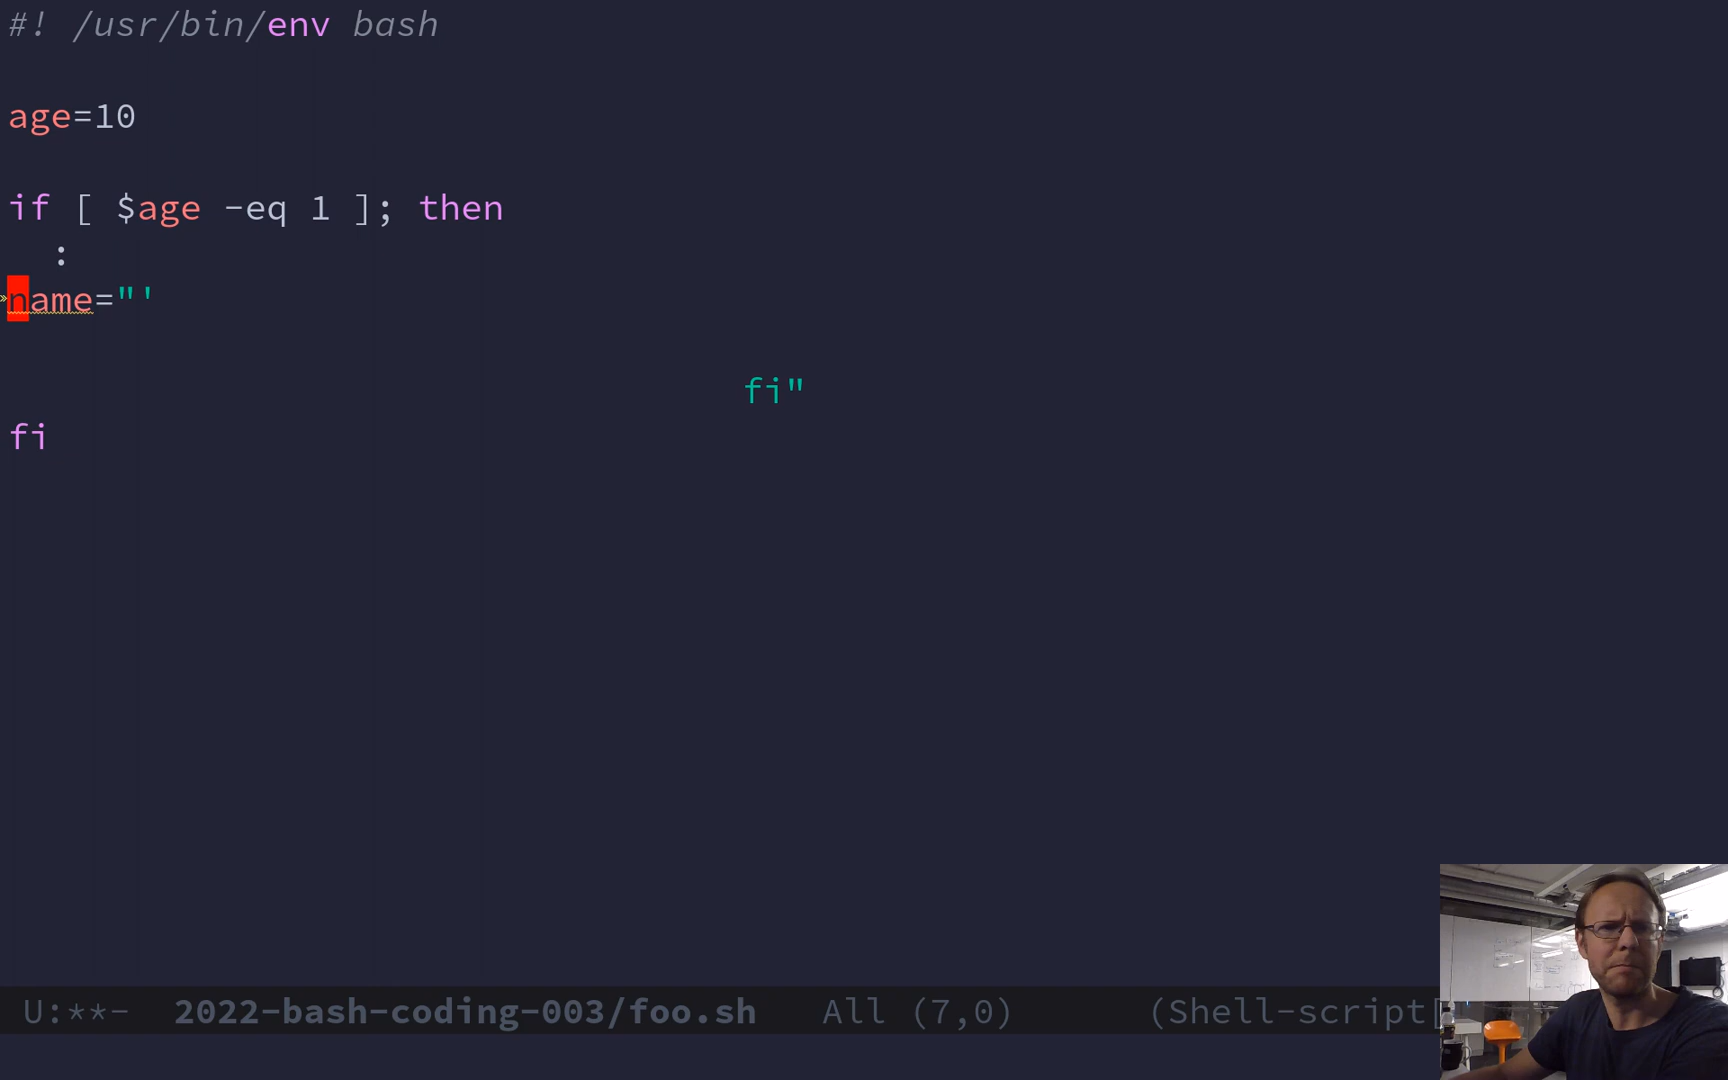 #! /usr/bin/env bash
age=10
if [ $age -eq 1 ]; then
:
name="'
fi"
fi
U:**- 2022-bash-coding-003/foo.sh All (7,0) (Shell-script[